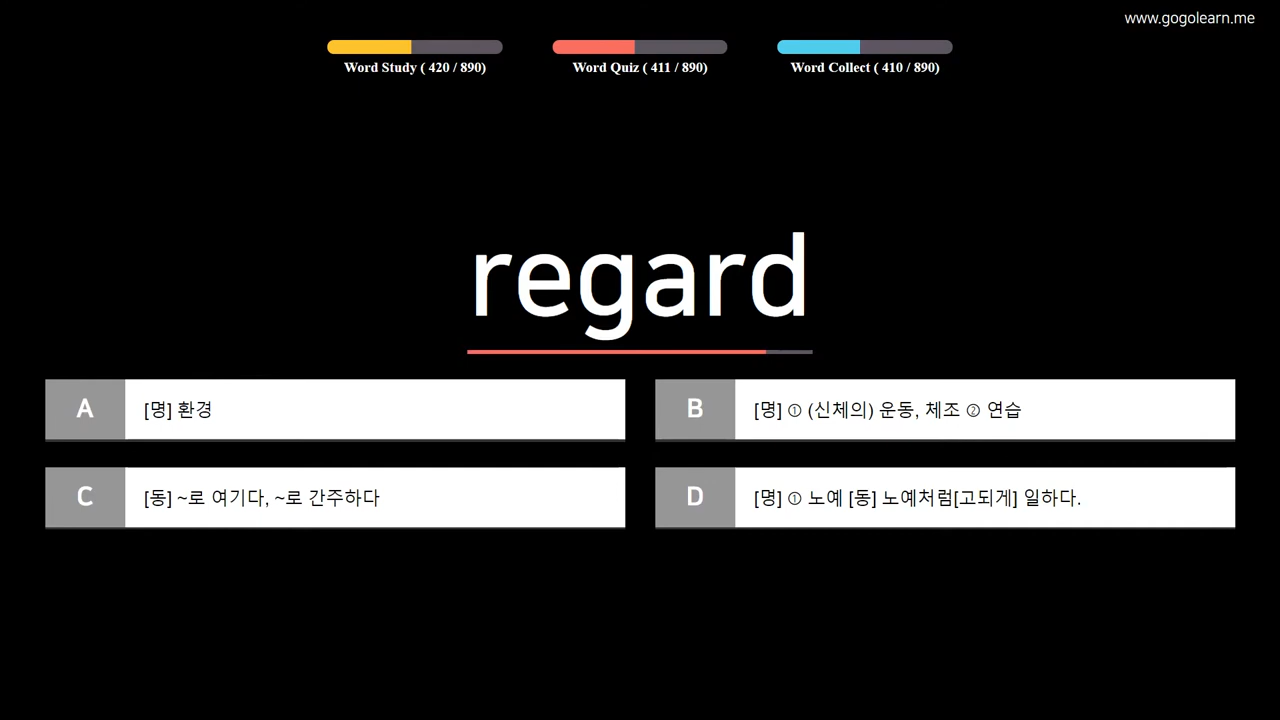 www.gogolearn.me
Word Study ( 420 / 890)
Word Quiz ( 411 / 890)
Word Collect ( 410 / 890)
regard
A [명] 환경
B [명] ① (신체의) 운동, 체조 ② 연습
C [동] ~로 여기다, ~로 간주하다
D [명] ① 노예 [동] 노예처럼[고되게] 일하다.